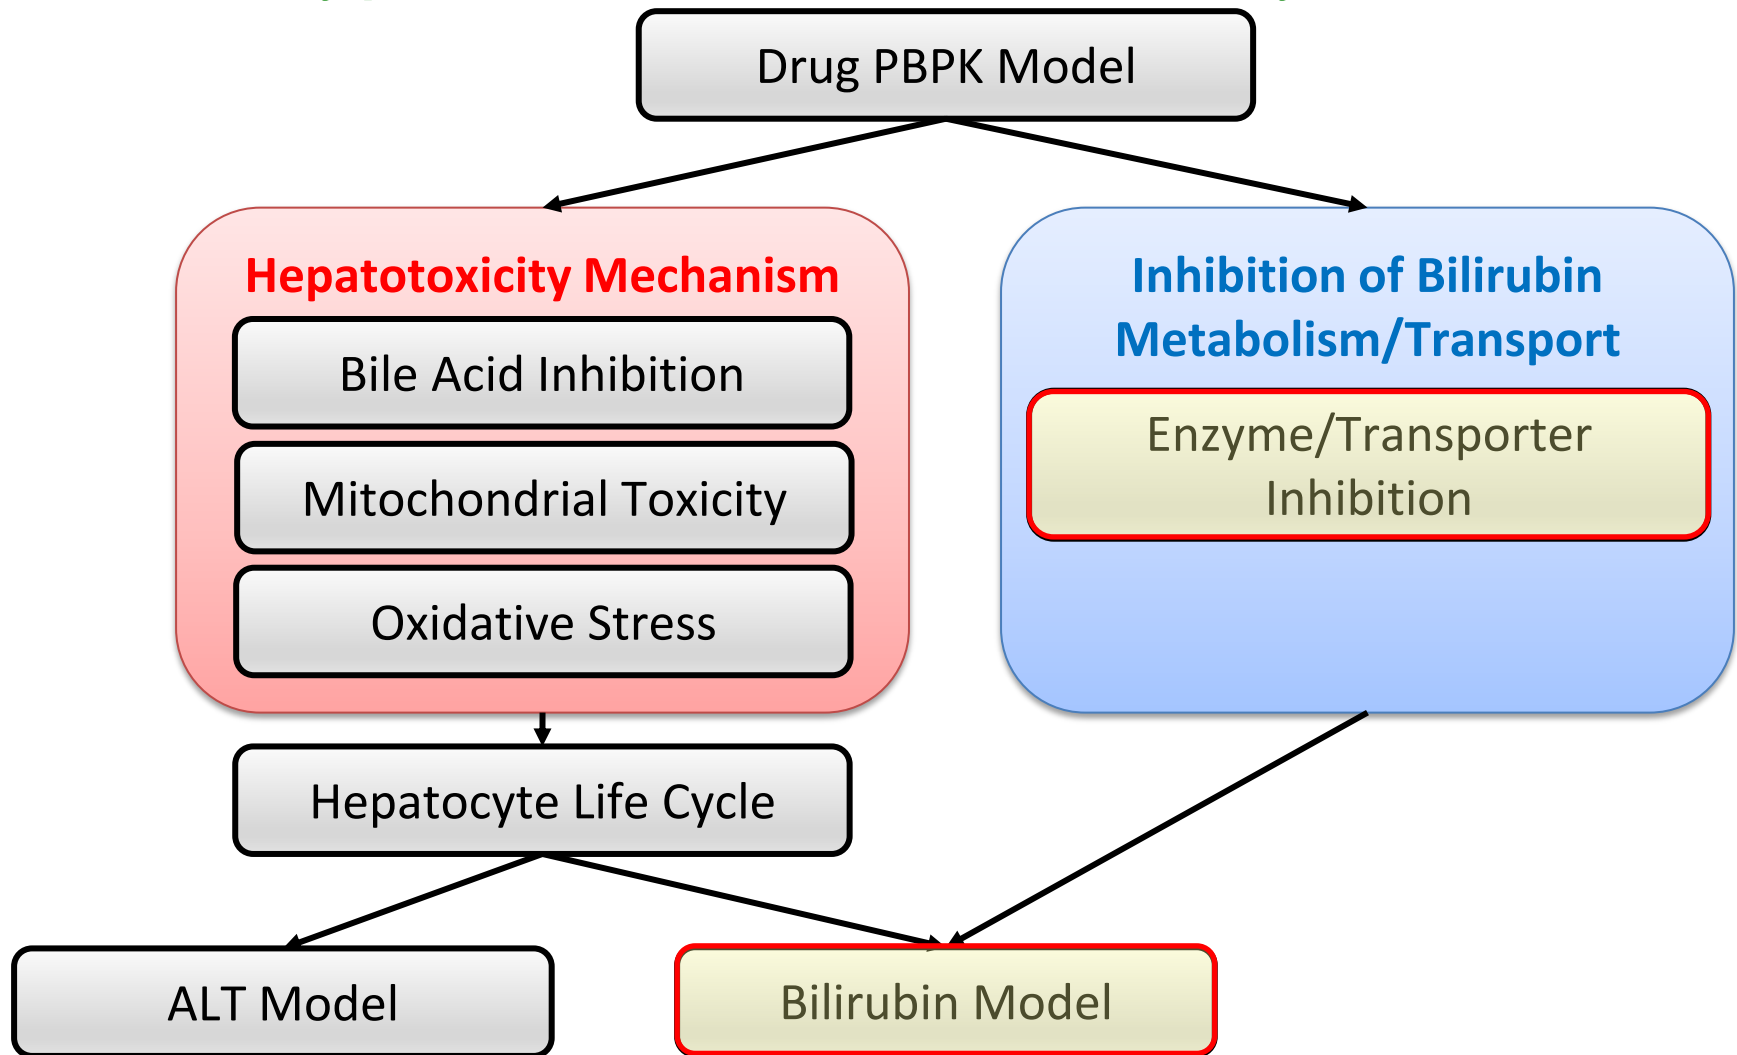 Drug PBPK Model
Hepatotoxicity Mechanism
Bile Acid Inhibition
Mitochondrial Toxicity
Oxidative Stress
Inhibition of Bilirubin
Metabolism/Transport
Enzyme/Transporter
Inhibition
Hepatocyte Life Cycle
ALT Model
Bilirubin Model